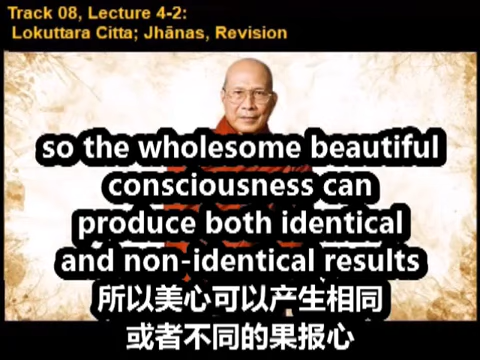 Track 08, Lecture 4-2:
Lokuttara Citta; Jhānas, Revision
so the wholesome beautiful
consciousness can
produce both identical
and non-identical results
所以美心可以产生相同
或者不同的果报心